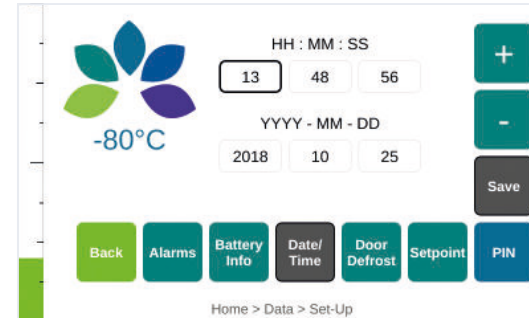 HH : MM : SS
13 48 56
-80°C
YYYY - MM - DD
2018 10 25
+
-
Save
Back Alarms Battery Info Date/ Time Door Defrost Setpoint PIN
Home > Data > Set-Up